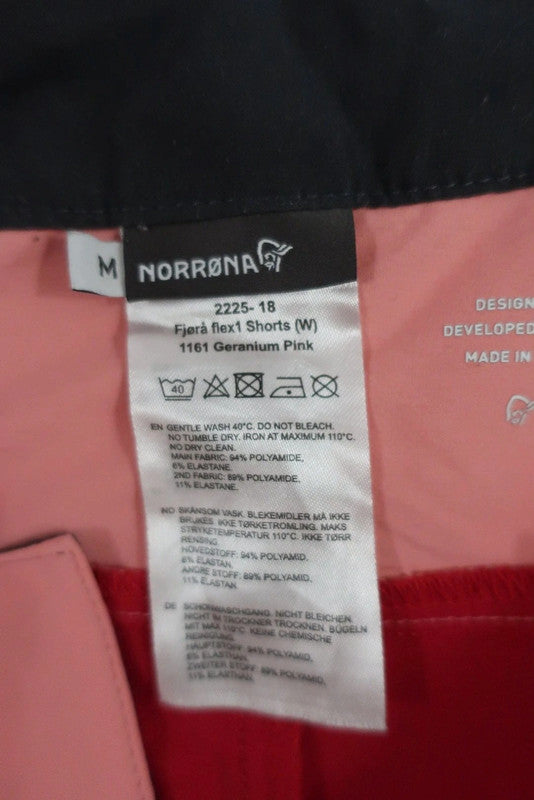 M
NORRØNA
2225- 18
Fjørå flex1 Shorts (W)
1161 Geranium Pink
40
EN GENTLE WASH 40°C. DO NOT BLEACH.
NO TUMBLE DRY. IRON AT MAXIMUM 110°C.
NO DRY CLEAN.
MAIN FABRIC: 94% POLYAMIDE,
6% ELASTANE.
2ND FABRIC: 89% POLYAMIDE,
11% ELASTANE.
NO SKÅNSOM VASK. BLEKEMIDLER MÅ IKKE
BRUKES. IKKE TØRKETROMLING. MAKS
STRYKETEMPERATUR 110°C. IKKE TØRR
RENSING.
HOVEDSTOFF: 94% POLYAMID,
6% ELASTAN.
ANDRE STOFF: 89% POLYAMID,
11% ELASTAN.
DE SCHONWASCHGANG. NICHT BLEICHEN.
NICHT IM TROCKNER TROCKNEN. BÜGELN
MIT MAX 110°C. KEINE CHEMISCHE
REINIGUNG.
HAUPTSTOFF: 94% POLYAMID,
6% ELASTHAN.
ZWEITER STOFF: 89% POLYAMID,
11% ELASTHAN.
DESIGN
DEVELOPED
MADE IN